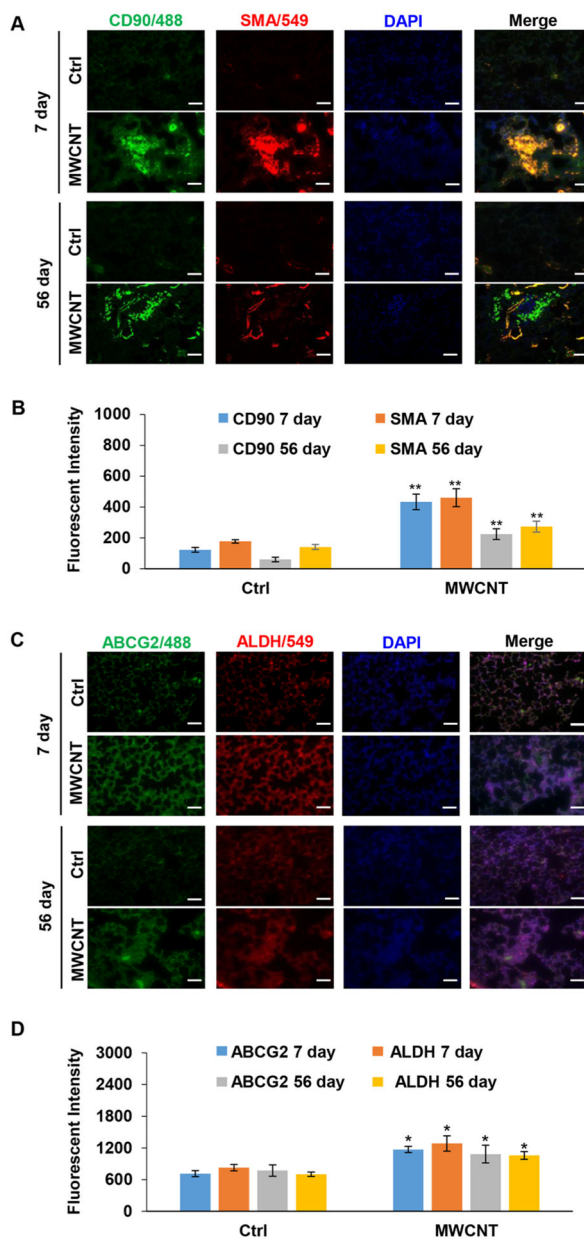 A
CD90/488 SMA/549 DAPI Merge
7 day
Ctrl
MWCNT
56 day
Ctrl
MWCNT
B
Fluorescent Intensity
1000
800
600
400
200
0
CD90 7 day SMA 7 day
CD90 56 day SMA 56 day
** ** ** **
Ctrl MWCNT
C
ABCG2/488 ALDH/549 DAPI Merge
7 day
Ctrl
MWCNT
56 day
Ctrl
MWCNT
D
Fluorescent Intensity
3000
2400
1800
1200
600
0
ABCG2 7 day ALDH 7 day
ABCG2 56 day ALDH 56 day
* * * *
Ctrl MWCNT